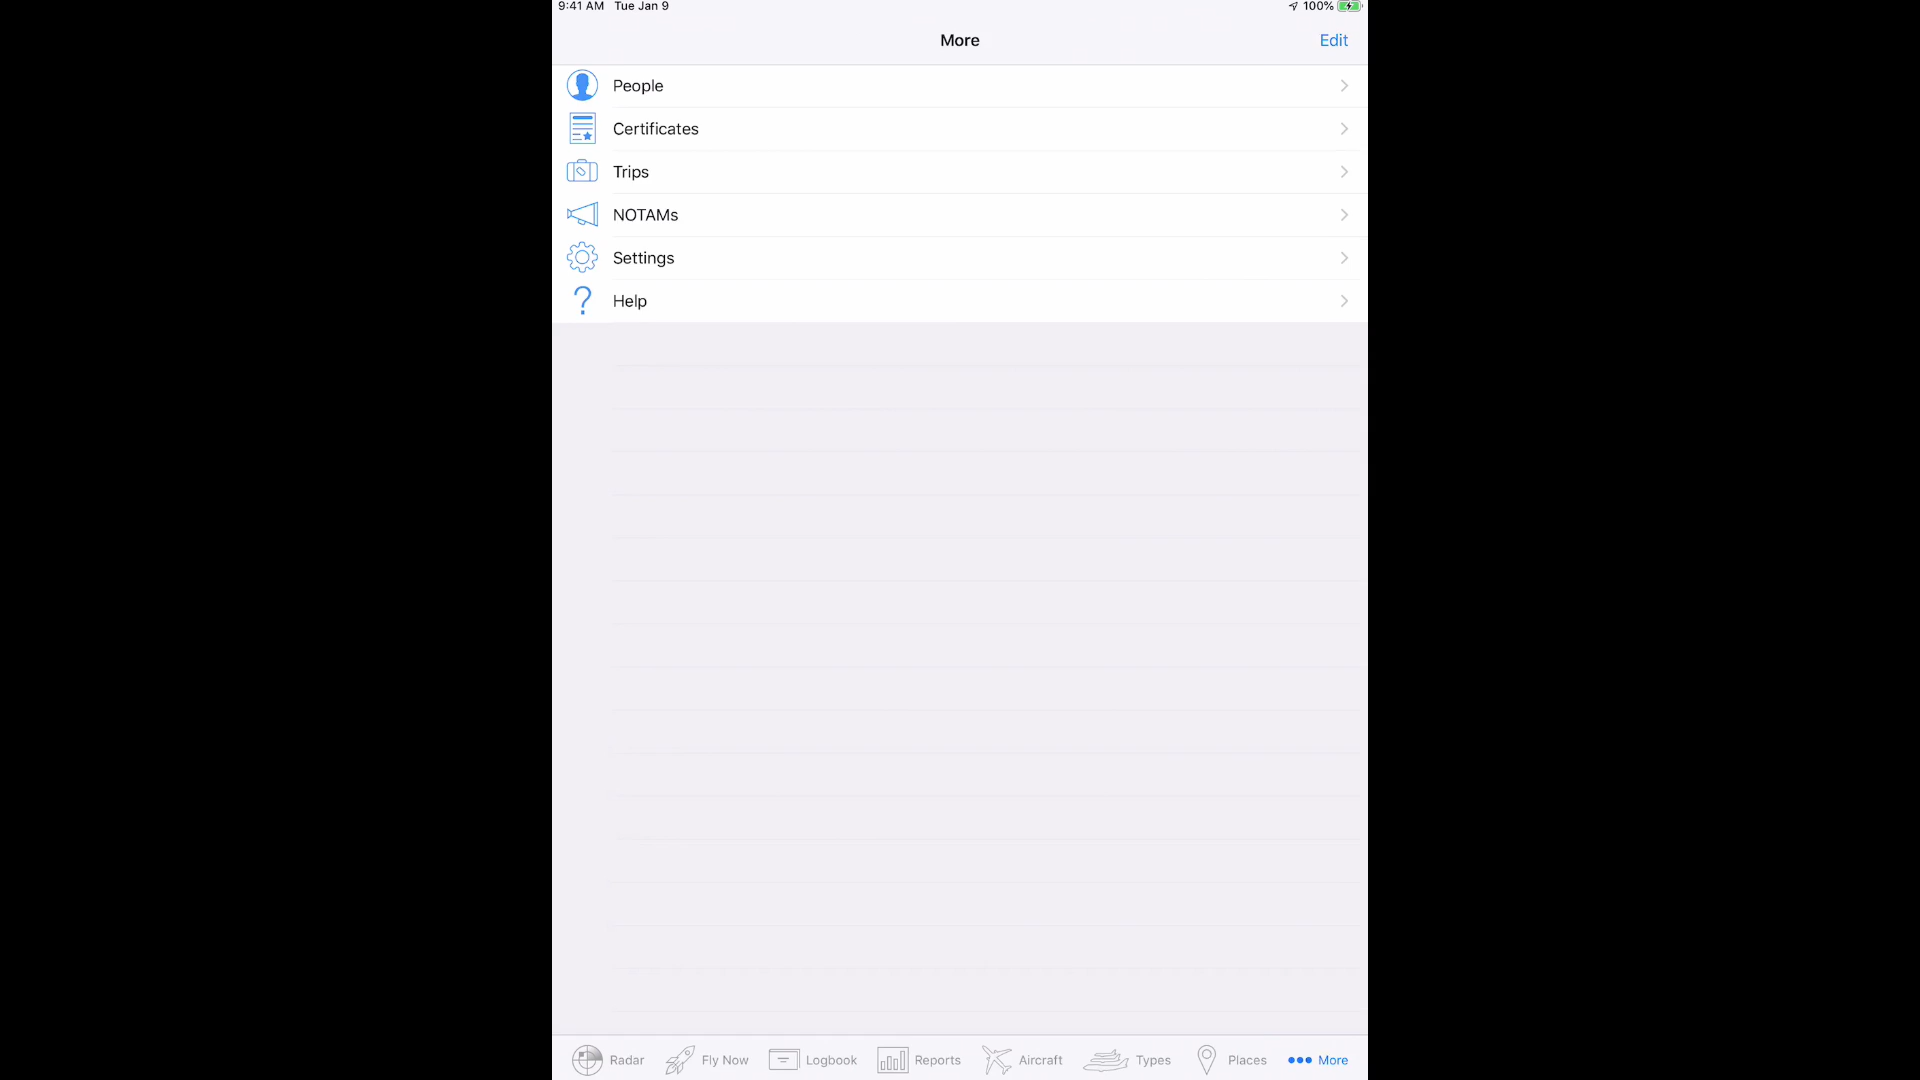 9:41 AM Tue Jan 9 100%
More Edit
People
Certificates
Trips
NOTAMs
Settings
Help
Radar Fly Now Logbook Reports Aircraft Types Places More